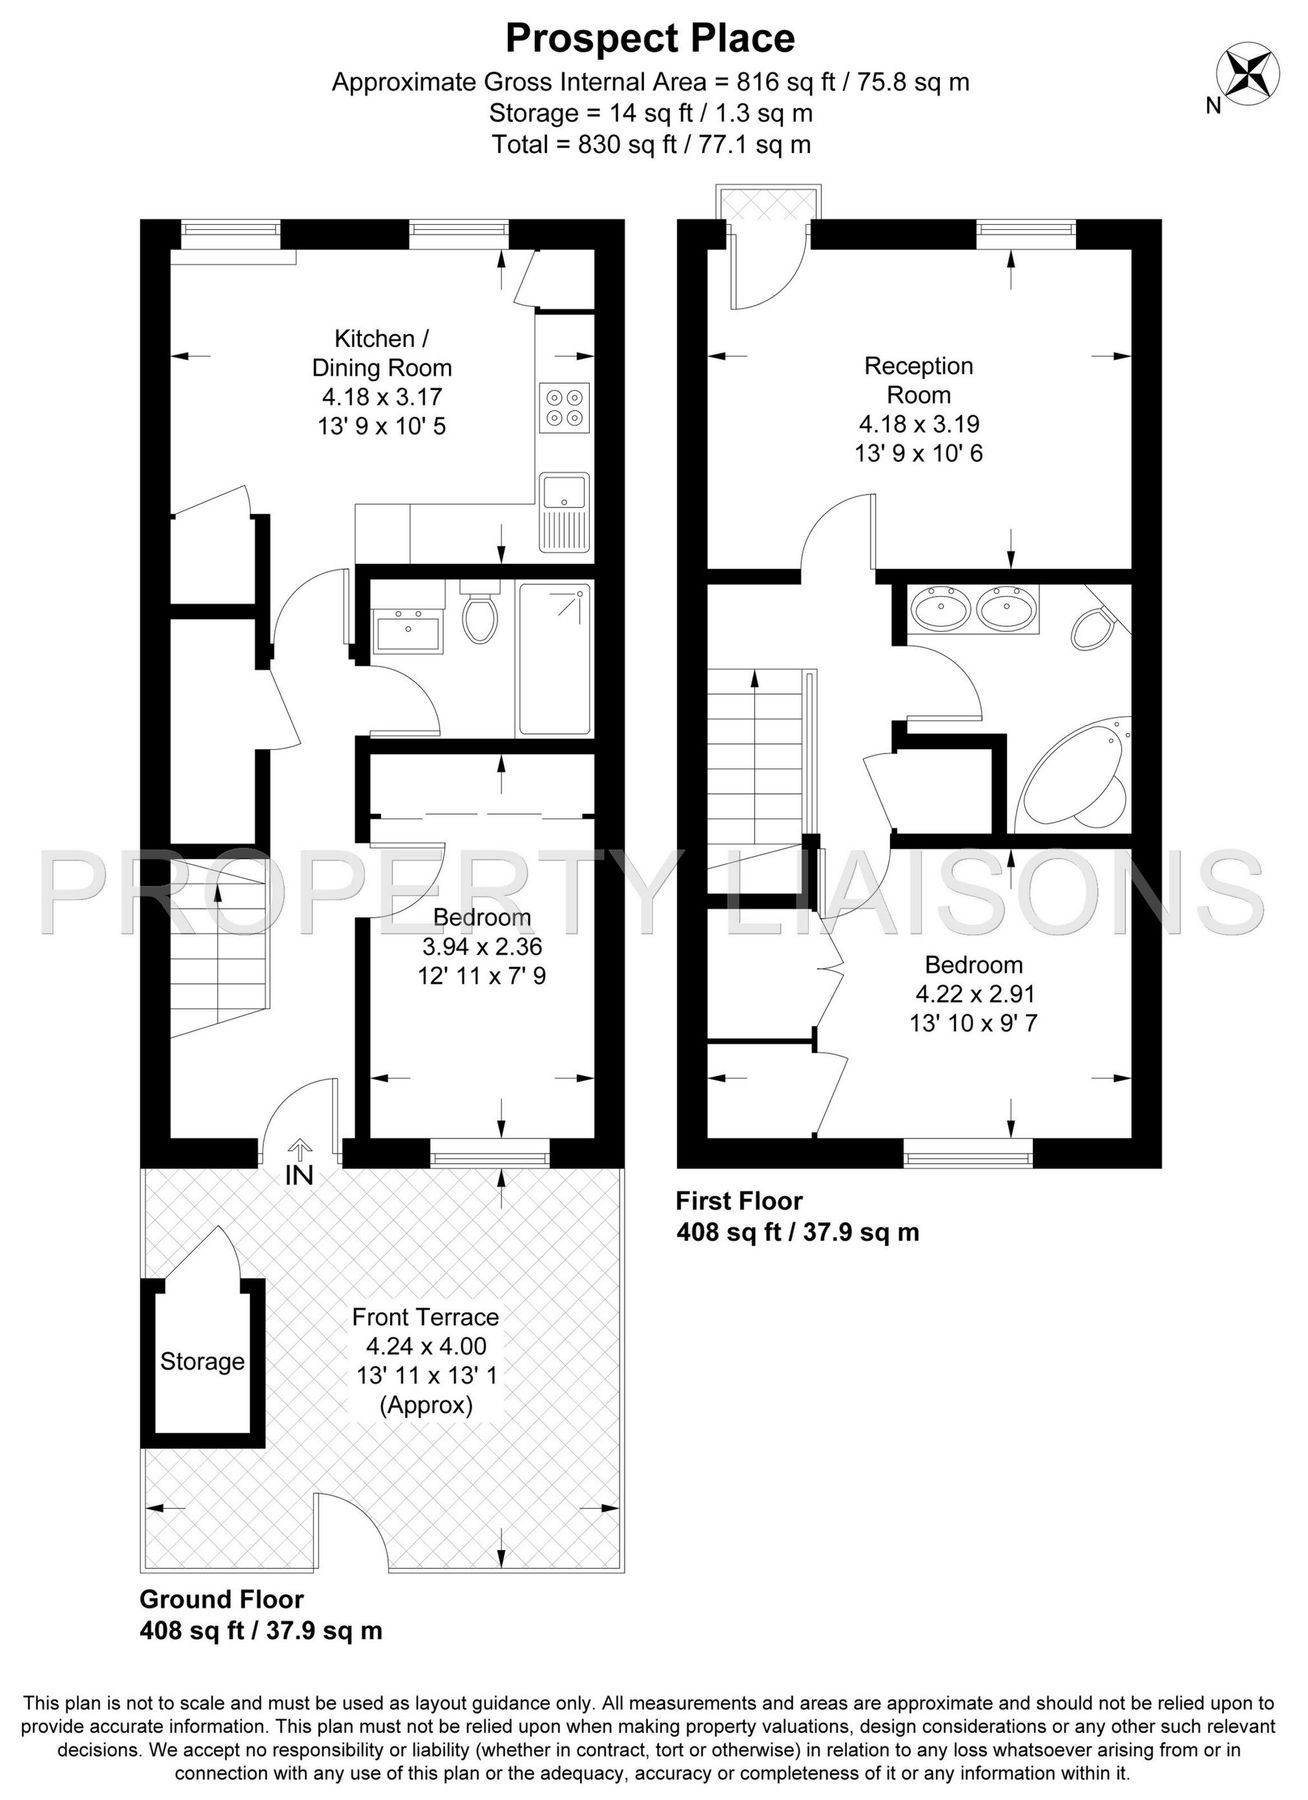 Prospect Place
Approximate Gross Internal Area = 816 sq ft / 75.8 sq m
Storage = 14 sq ft / 1.3 sq m
Total = 830 sq ft / 77.1 sq m
N
Kitchen /
Dining Room
4.18 x 3.17
13' 9 x 10' 5
Reception
Room
4.18 x 3.19
13' 9 x 10' 6
PROPERTY LIAISONS
Bedroom
3.94 x 2.36
12' 11 x 7' 9
Bedroom
4.22 x 2.91
13' 10 x 9' 7
IN
First Floor
408 sq ft / 37.9 sq m
Storage
Front Terrace
4.24 x 4.00
13' 11 x 13' 1
(Approx)
Ground Floor
408 sq ft / 37.9 sq m
This plan is not to scale and must be used as layout guidance only. All measurements and areas are approximate and should not be relied upon to
provide accurate information. This plan must not be relied upon when making property valuations, design considerations or any other such relevant
decisions. We accept no responsibility or liability (whether in contract, tort or otherwise) in relation to any loss whatsoever arising from or in
connection with any use of this plan or the adequacy, accuracy or completeness of it or any information within it.